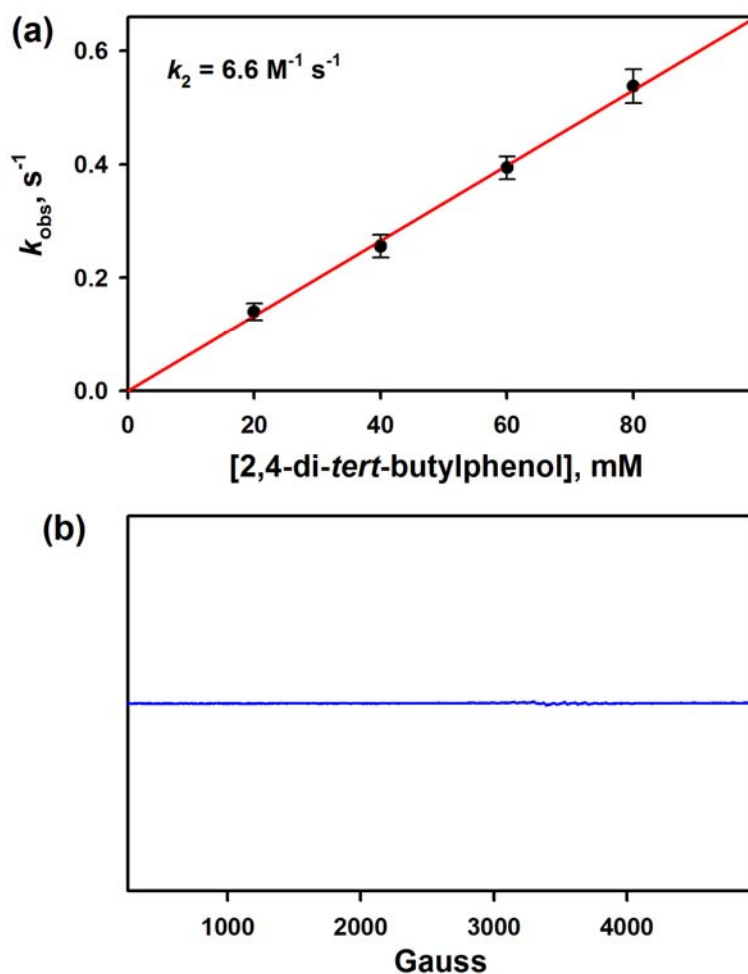 (a)
k₂ = 6.6 M⁻¹ s⁻¹
0.6
0.4
0.2
0.0
k_obs, s⁻¹
0 20 40 60 80
[2,4-di-tert-butylphenol], mM
(b)
1000 2000 3000 4000
Gauss